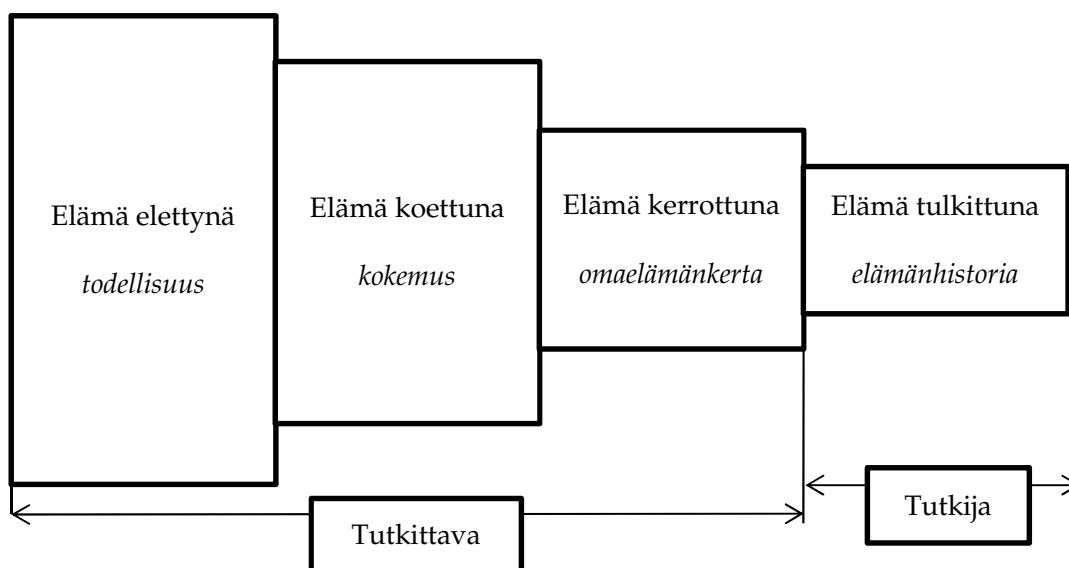 Elämä elettynä
todellisuus
Elämä koettuna
kokemus
Elämä kerrottuna
omaelämänkerta
Elämä tulkittuna
elämänhistoria
Tutkittava
Tutkija